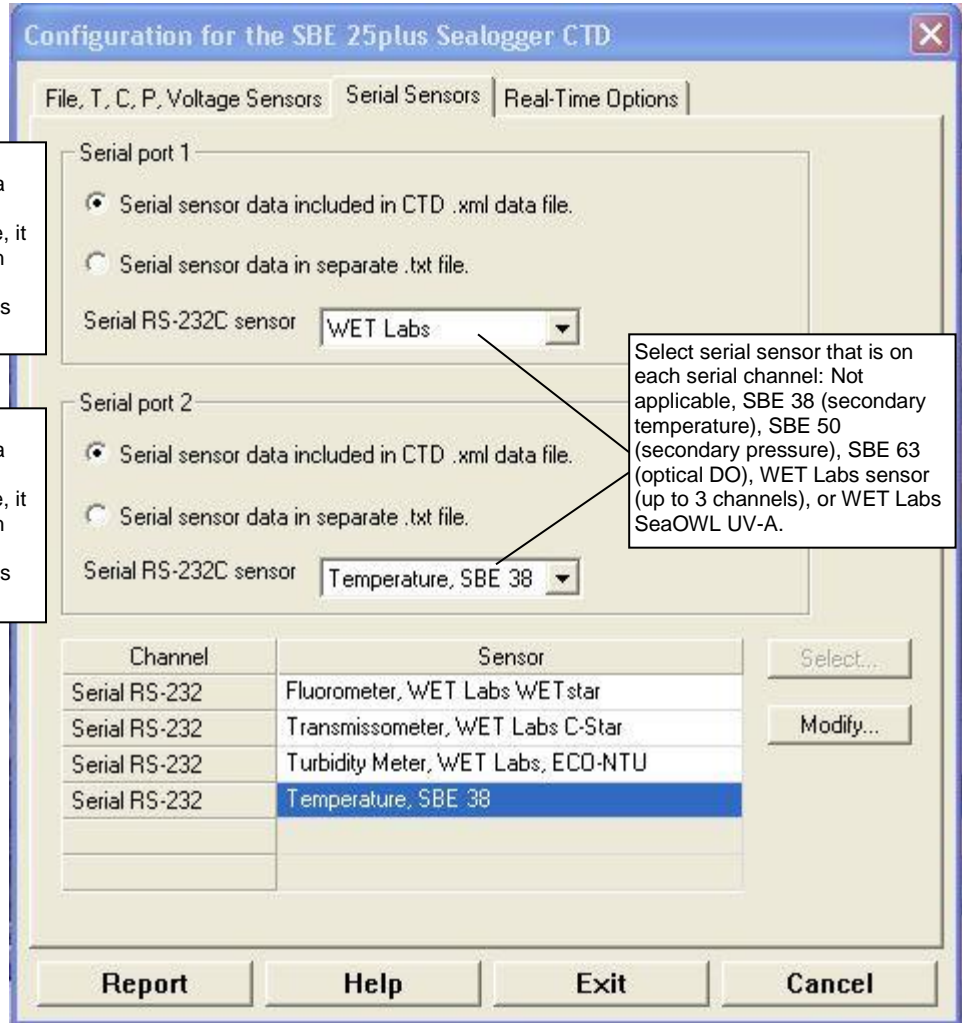 Configuration for the SBE 25plus Sealogger CTD
File, T, C, P, Voltage Sensors Serial Sensors Real-Time Options
Serial port 1
Serial sensor data included in CTD .xml data file.
Serial sensor data in separate .txt file.
Serial RS-232C sensor WET Labs
a
e, it
n
s
Select serial sensor that is on
each serial channel: Not
applicable, SBE 38 (secondary
temperature), SBE 50
(secondary pressure), SBE 63
(optical DO), WET Labs sensor
(up to 3 channels), or WET Labs
SeaOWL UV-A.
Serial port 2
Serial sensor data included in CTD .xml data file.
Serial sensor data in separate .txt file.
Serial RS-232C sensor Temperature, SBE 38
a
e, it
n
s
Channel Sensor
Serial RS-232 Fluorometer, WET Labs WETstar
Serial RS-232 Transmissometer, WET Labs C-Star
Serial RS-232 Turbidity Meter, WET Labs, ECO-NTU
Serial RS-232 Temperature, SBE 38
Select...
Modify...
Report Help Exit Cancel